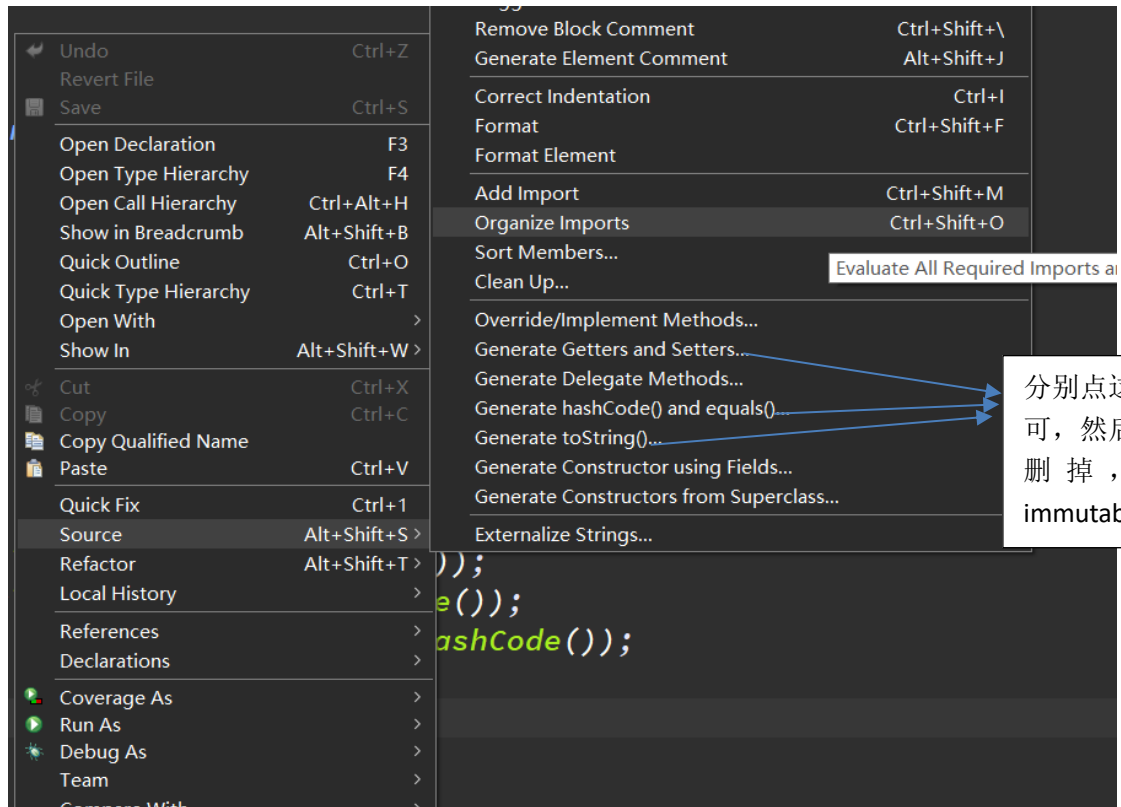 Undo Ctrl+Z
Revert File
Save Ctrl+S
Open Declaration F3
Open Type Hierarchy F4
Open Call Hierarchy Ctrl+Alt+H
Show in Breadcrumb Alt+Shift+B
Quick Outline Ctrl+O
Quick Type Hierarchy Ctrl+T
Open With >
Show In Alt+Shift+W >
Cut Ctrl+X
Copy Ctrl+C
Copy Qualified Name
Paste Ctrl+V
Quick Fix Ctrl+1
Source Alt+Shift+S >
Refactor Alt+Shift+T >
Local History >
References >
Declarations >
Coverage As >
Run As >
Debug As >
Team >
Compare With >
Remove Block Comment Ctrl+Shift+\
Generate Element Comment Alt+Shift+J
Correct Indentation Ctrl+I
Format Ctrl+Shift+F
Format Element
Add Import Ctrl+Shift+M
Organize Imports Ctrl+Shift+O
Sort Members...
Clean Up...
Evaluate All Required Imports
Override/Implement Methods...
Generate Getters and Setters...
Generate Delegate Methods...
Generate hashCode() and equals()...
Generate toString()...
Generate Constructor using Fields...
Generate Constructors from Superclass...
Externalize Strings...
分别点
可，然
删掉，
immutab
));
e());
ashCode());